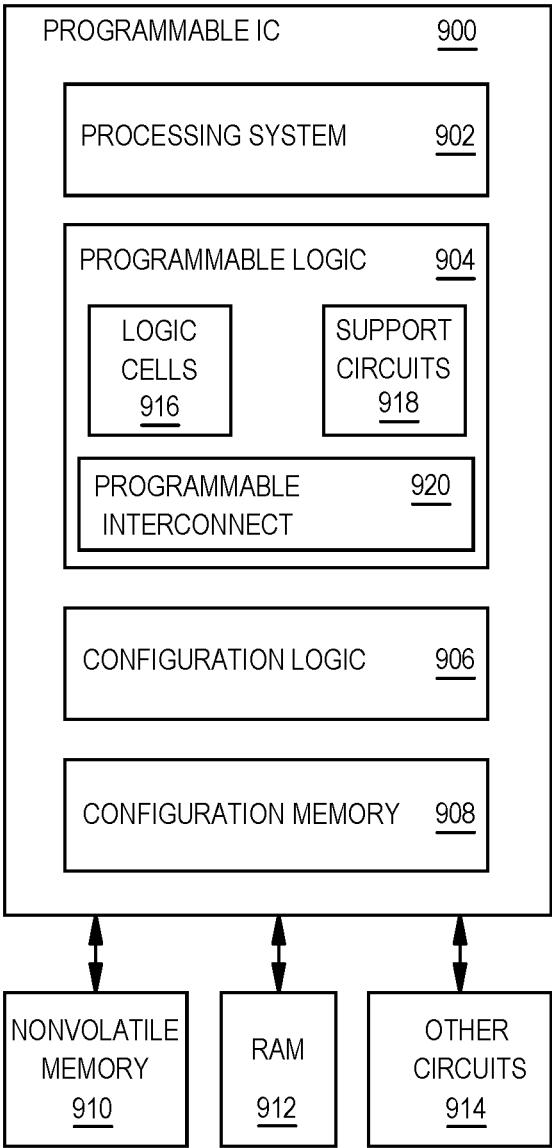 PROGRAMMABLE IC 900
PROCESSING SYSTEM 902
PROGRAMMABLE LOGIC 904
LOGIC
CELLS
916
SUPPORT
CIRCUITS
918
PROGRAMMABLE 920
INTERCONNECT
CONFIGURATION LOGIC 906
CONFIGURATION MEMORY 908
NONVOLATILE
MEMORY
910
RAM
912
OTHER
CIRCUITS
914